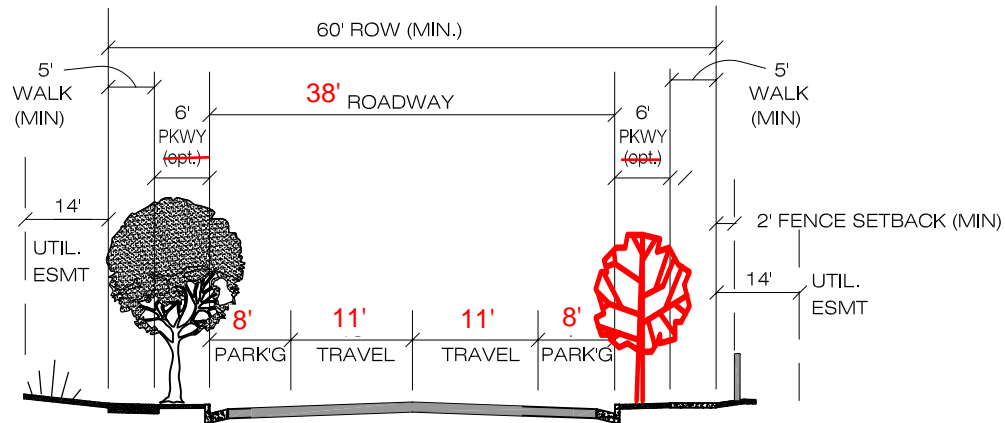 60' ROW (MIN.)
5'
WALK
(MIN)
38' ROADWAY
5'
WALK
(MIN)
6'
PKWY
(opt.)
6'
PKWY
(opt.)
14'
UTIL.
ESMT
2' FENCE SETBACK (MIN)
14'
UTIL.
ESMT
8' 11' 11' 8'
PARK'G TRAVEL TRAVEL PARK'G